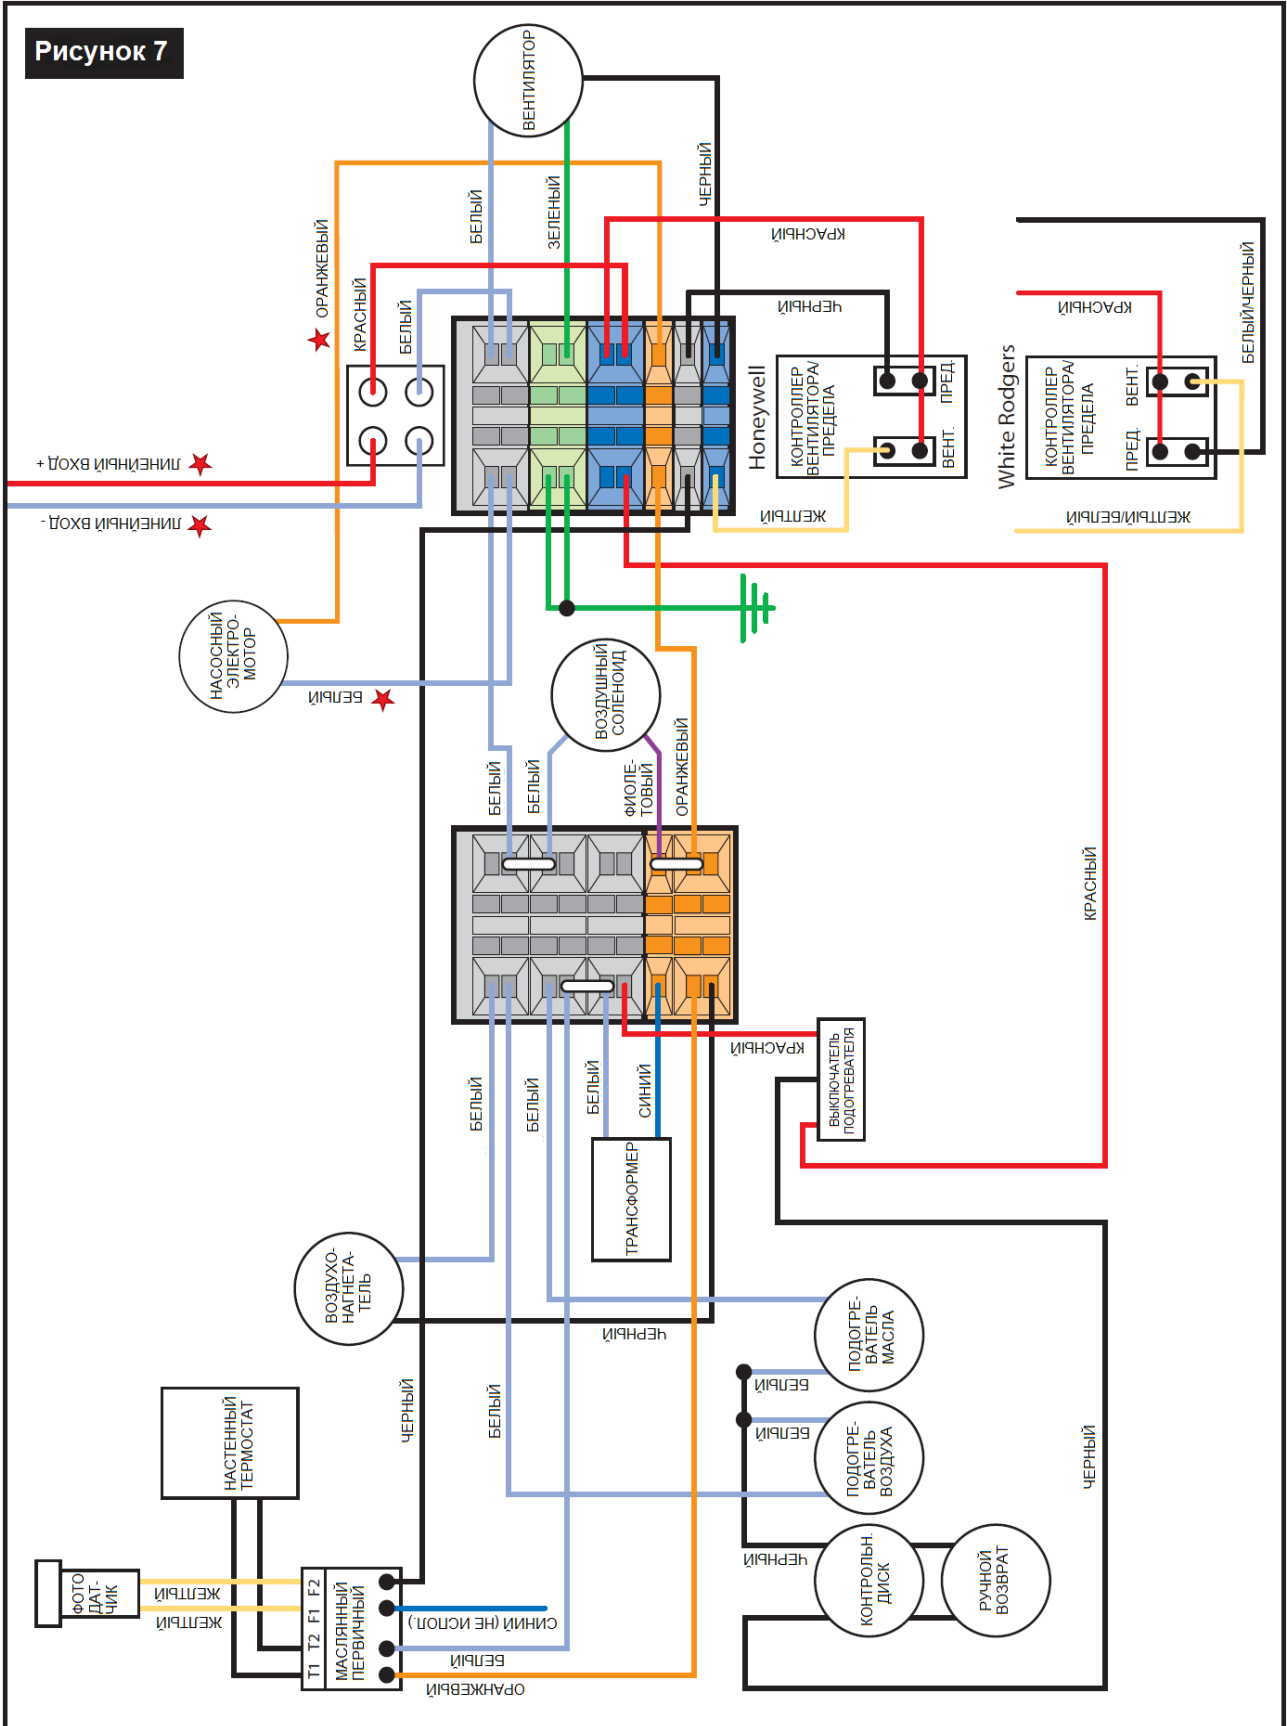 Рисунок 7
ВЕНТИЛЯТОР
БЕЛЫЙ
ЗЕЛЕНЫЙ
ЧЕРНЫЙ
ОРАНЖЕВЫЙ
КРАСНЫЙ
БЕЛЫЙ
КРАСНЫЙ
ЧЕРНЫЙ
КРАСНЫЙ
БЕЛЫЙ/ЧЕРНЫЙ
Honeywell
КОНТРОЛЛЕР
ВЕНТИЛЯТОРА/
ПРЕДЕЛА
ПРЕД.
ВЕНТ.
White Rodgers
КОНТРОЛЛЕР
ВЕНТИЛЯТОРА/
ПРЕДЕЛА
ВЕНТ.
ПРЕД.
ЛИНЕЙНЫЙ ВХОД +
ЛИНЕЙНЫЙ ВХОД -
ЖЕЛТЫЙ
ЖЕЛТЫЙ/БЕЛЫЙ
НАСОСНЫЙ
ЭЛЕКТРО-
МОТОР
БЕЛЫЙ
ВОЗДУШНЫЙ
СОЛЕНОИД
БЕЛЫЙ
БЕЛЫЙ
ФИОЛЕ-
ТОВЫЙ
ОРАНЖЕВЫЙ
КРАСНЫЙ
КРАСНЫЙ
ВЫКЛЮЧАТЕЛЬ
ПОДОГРЕВАТЕЛЯ
БЕЛЫЙ
БЕЛЫЙ
БЕЛЫЙ
СИНИЙ
ТРАНСФОРМЕР
ВОЗДУХО-
НАГНЕТА-
ТЕЛЬ
ЧЕРНЫЙ
ПОДОГРЕ-
ВАТЕЛЬ
МАСЛА
БЕЛЫЙ
БЕЛЫЙ
ПОДОГРЕ-
ВАТЕЛЬ
ВОЗДУХА
НАСТЕННЫЙ
ТЕРМОСТАТ
ЧЕРНЫЙ
БЕЛЫЙ
ЧЕРНЫЙ
ЧЕРНЫЙ
КОНТРОЛЬН.
ДИСК
РУЧНОЙ
ВОЗВРАТ
ФОТО
ДАТ-
ЧИК
ЖЕЛТЫЙ
ЖЕЛТЫЙ
T1 T2 F1 F2
МАСЛЯННЫЙ
ПЕРВИЧНЫЙ
СИНИЙ (НЕ ИСПОЛ.)
БЕЛЫЙ
ОРАНЖЕВЫЙ